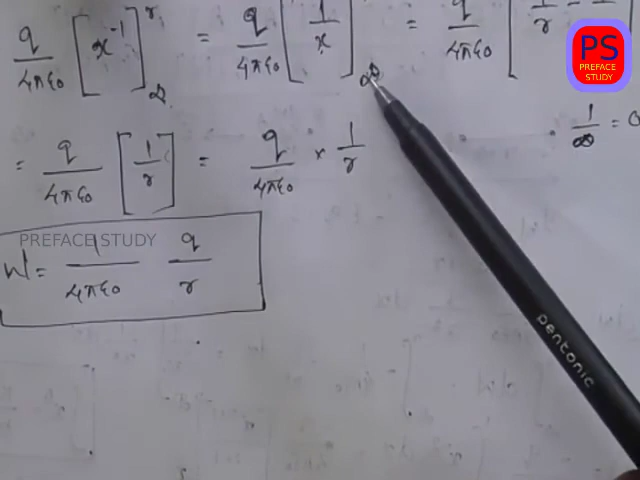 q/4πε0 [x^-1]^r_∞ = q/4πε0 [1/x]_∞ = q/4πε0 [1/r -
PS
PREFACE
STUDY
1/∞ = 0
= q/4πε0 [1/r] = q/4πε0 × 1/r
PREFACE STUDY
W = 1/4πε0 q/r
pentonic